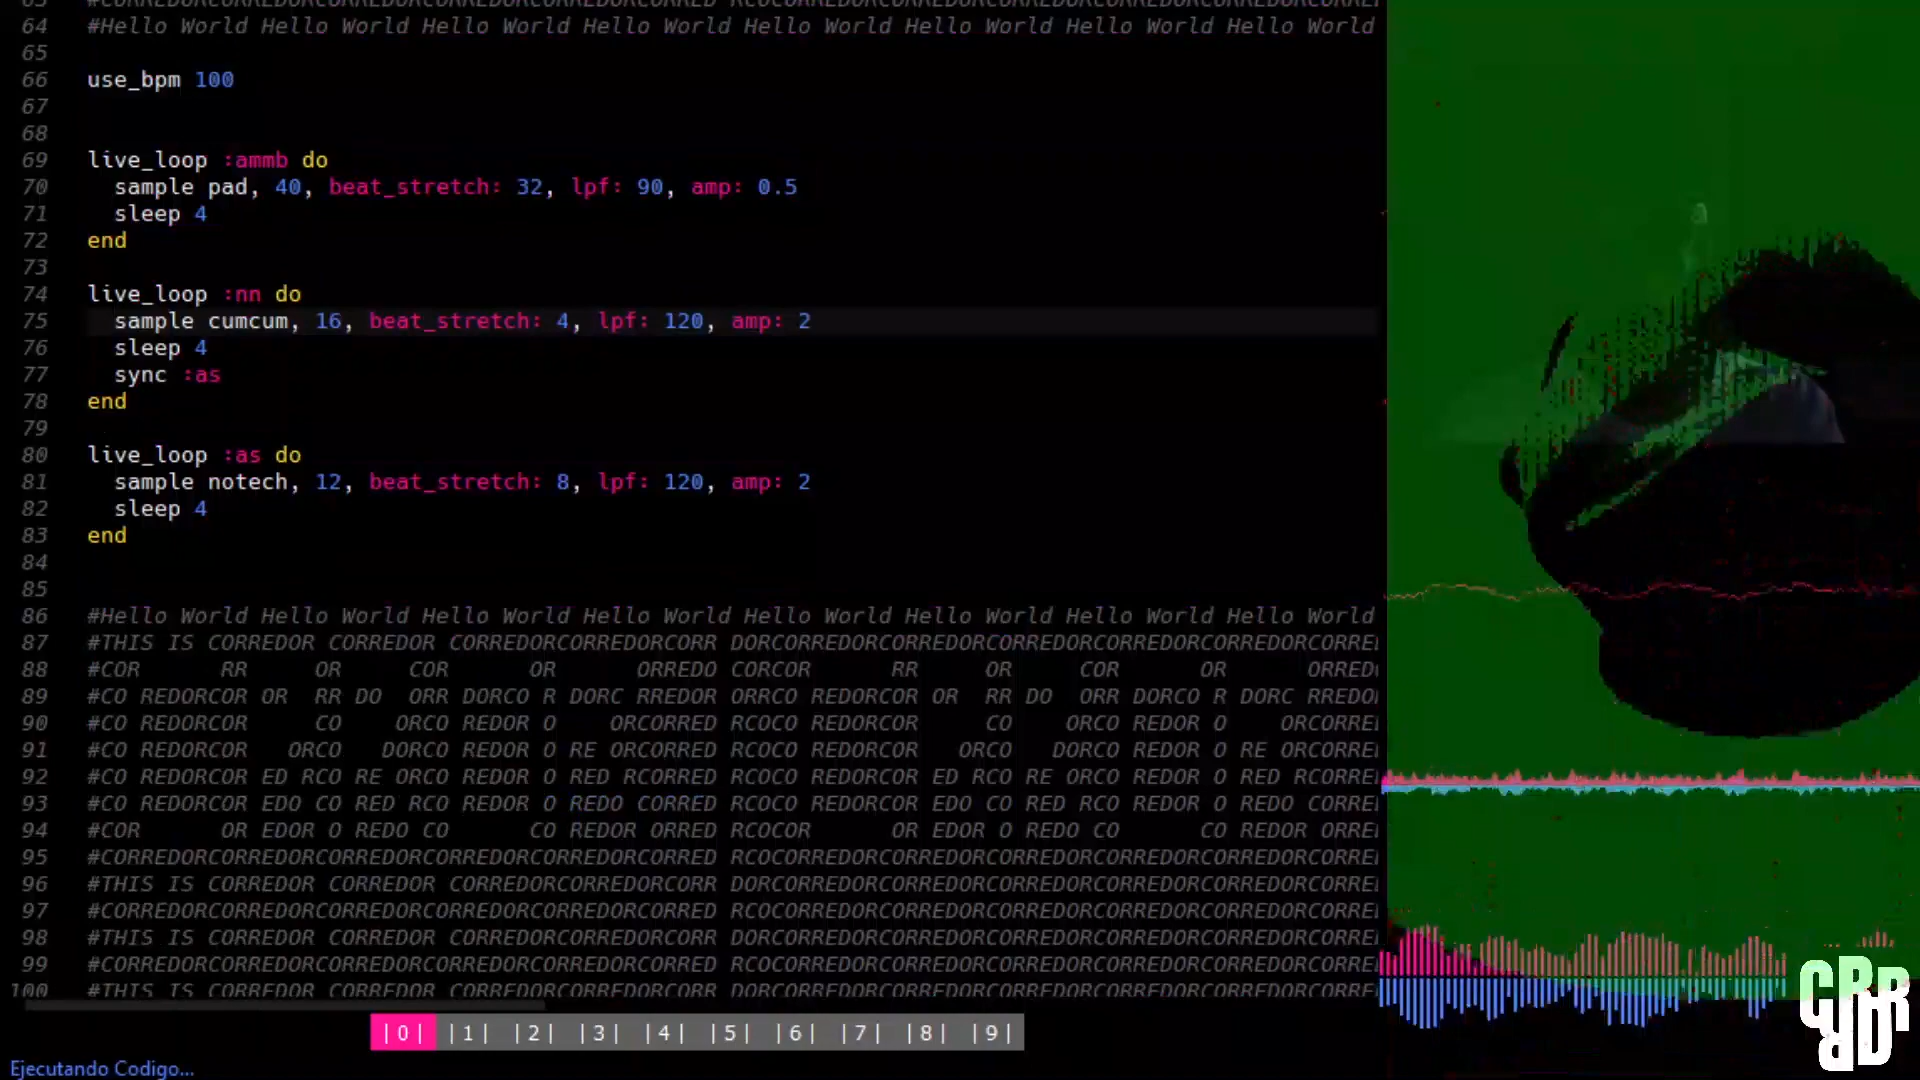 64 #Hello World Hello World Hello World Hello World Hello World Hello World Hello World Hello World
65
66 use_bpm 100
67
68
69 live_loop :ammb do
70 sample pad, 40, beat_stretch: 32, lpf: 90, amp: 0.5
71 sleep 4
72 end
73
74 live_loop :nn do
75 sample cumcum, 16, beat_stretch: 4, lpf: 120, amp: 2
76 sleep 4
77 sync :as
78 end
79
80 live_loop :as do
81 sample notech, 12, beat_stretch: 8, lpf: 120, amp: 2
82 sleep 4
83 end
84
85
86 #Hello World Hello World Hello World Hello World Hello World Hello World Hello World Hello World
87 #THIS IS CORREDOR CORREDOR CORREDORCORREDORCORR DORCORREDORCORREDORCORREDORCORREDORCORREDORCORRE
88 #COR RR OR COR OR ORREDO CORCOR RR OR COR OR ORRED
89 #CO REDORCOR OR RR DO ORR DORCO R DORC RREDOR ORRCO REDORCOR OR RR DO ORR DORCO R DORC RREDO
90 #CO REDORCOR CO ORCO REDOR O ORCORRED RCOCO REDORCOR CO ORCO REDOR O ORCORRE
91 #CO REDORCOR ORCO DORCO REDOR O RE ORCORRED RCOCO REDORCOR ORCO DORCO REDOR O RE ORCORRE
92 #CO REDORCOR ED RCO RE ORCO REDOR O RED RCORRED RCOCO REDORCOR ED RCO RE ORCO REDOR O RED RCORRE
93 #CO REDORCOR EDO CO RED RCO REDOR O REDO CORRED RCOCO REDORCOR EDO CO RED RCO REDOR O REDO CORRE
94 #COR OR EDOR O REDO CO CO REDOR ORRED RCOCOR OR EDOR O REDO CO CO REDOR ORRE
95 #CORREDORCORREDORCORREDORCORREDORCORREDORCORRED RCOCORREDORCORREDORCORREDORCORREDORCORREDORCORRE
96 #THIS IS CORREDOR CORREDOR CORREDORCORREDORCORR DORCORREDORCORREDORCORREDORCORREDORCORREDORCORRE
97 #CORREDORCORREDORCORREDORCORREDORCORREDORCORRED RCOCORREDORCORREDORCORREDORCORREDORCORREDORCORRE
98 #THIS IS CORREDOR CORREDOR CORREDORCORREDORCORR DORCORREDORCORREDORCORREDORCORREDORCORREDORCORRE
99 #CORREDORCORREDORCORREDORCORREDORCORREDORCORRED RCOCORREDORCORREDORCORREDORCORREDORCORREDORCORRE
100 #THIS IS CORREDOR CORREDOR CORREDORCORREDORCORR DORCORREDORCORREDORCORREDORCORREDORCORREDORCORRE
|0| |1| |2| |3| |4| |5| |6| |7| |8| |9|
Ejecutando Codigo...